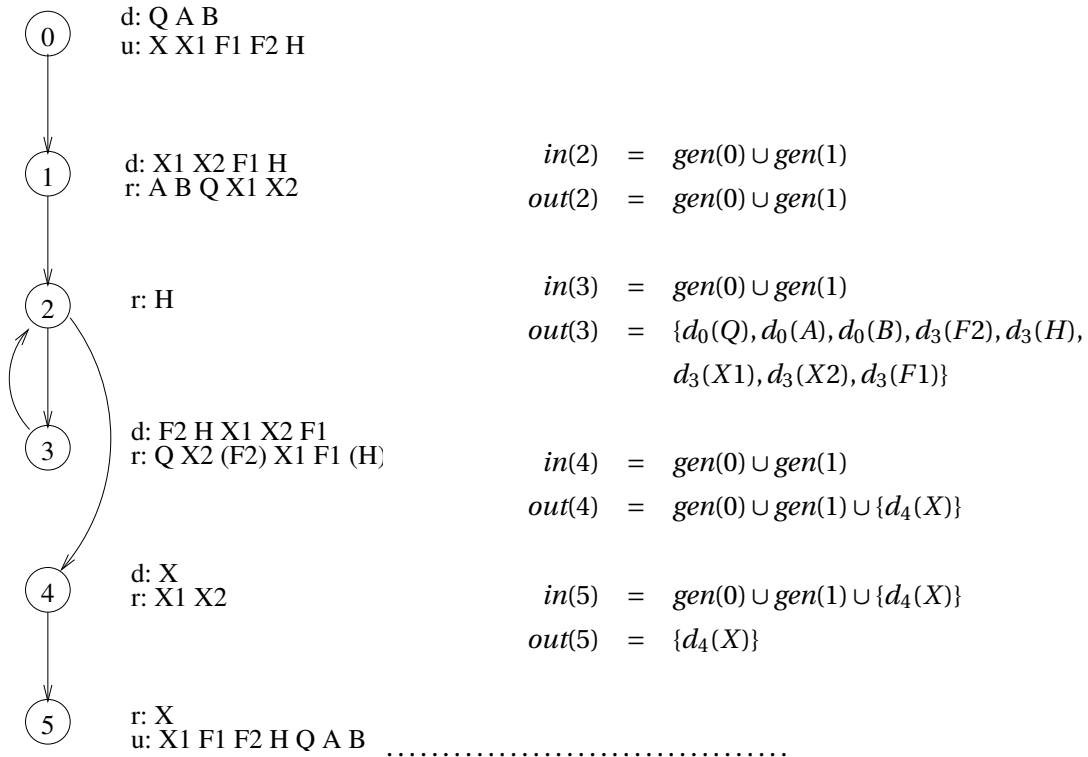 0
d: Q A B
u: X X1 F1 F2 H
1
d: X1 X2 F1 H
r: A B Q X1 X2
in(2) = gen(0) ∪ gen(1)
out(2) = gen(0) ∪ gen(1)
2
r: H
in(3) = gen(0) ∪ gen(1)
out(3) = {d₀(Q), d₀(A), d₀(B), d₃(F2), d₃(H),
d₃(X1), d₃(X2), d₃(F1)}
3
d: F2 H X1 X2 F1
r: Q X2 (F2) X1 F1 (H)
in(4) = gen(0) ∪ gen(1)
out(4) = gen(0) ∪ gen(1) ∪ {d₄(X)}
4
d: X
r: X1 X2
in(5) = gen(0) ∪ gen(1) ∪ {d₄(X)}
out(5) = {d₄(X)}
5
r: X
u: X1 F1 F2 H Q A B ....................................